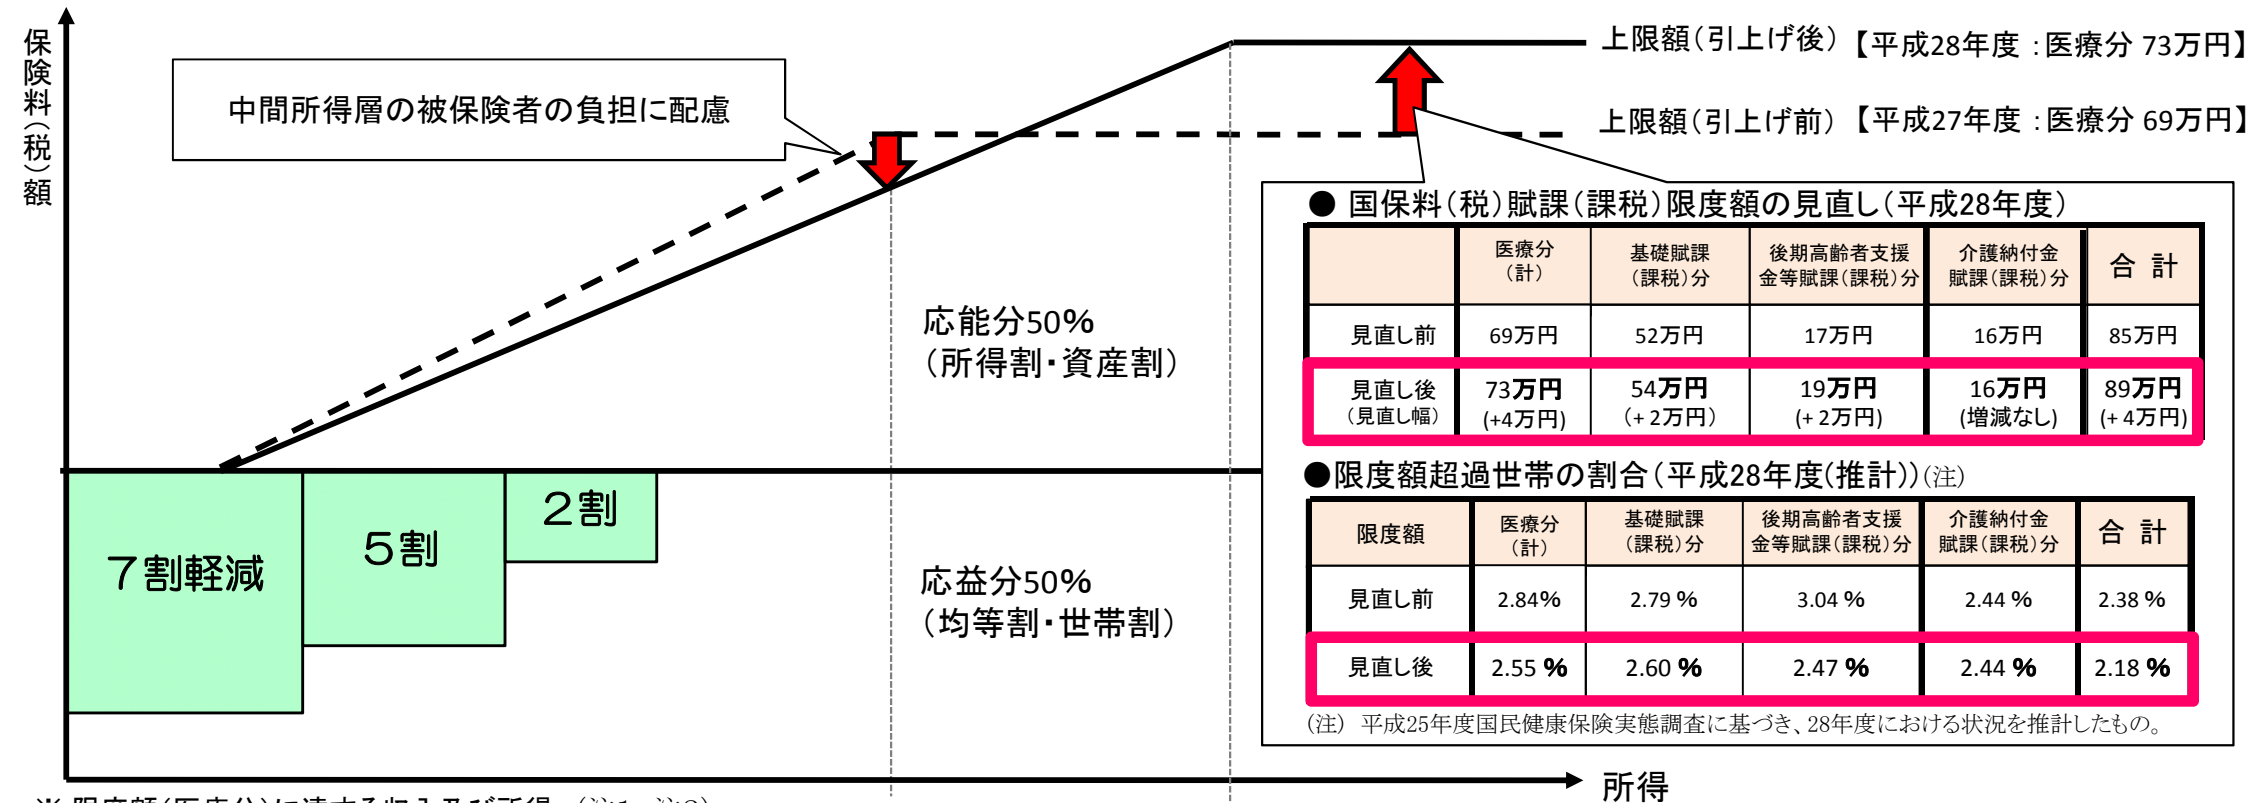 保険料(税)額
上限額(引上げ後)【平成28年度：医療分 73万円】
中間所得層の被保険者の負担に配慮
上限額(引上げ前)【平成27年度：医療分 69万円】
● 国保料(税)賦課(課税)限度額の見直し(平成28年度)
医療分(計) 基礎賦課(課税)分 後期高齢者支援金等賦課(課税)分 介護納付金賦課(課税)分 合 計
見直し前 69万円 52万円 17万円 16万円 85万円
見直し後 73万円 54万円 19万円 16万円 89万円
(見直し幅) (+4万円) (+2万円) (+2万円) (増減なし) (+4万円)
応能分50%
(所得割・資産割)
●限度額超過世帯の割合(平成28年度(推計))(注)
限度額 医療分(計) 基礎賦課(課税)分 後期高齢者支援金等賦課(課税)分 介護納付金賦課(課税)分 合 計
見直し前 2.84% 2.79 % 3.04 % 2.44 % 2.38 %
見直し後 2.55 % 2.60 % 2.47 % 2.44 % 2.18 %
(注) 平成25年度国民健康保険実態調査に基づき、28年度における状況を推計したもの。
7割軽減
5割
2割
応益分50%
(均等割・世帯割)
所得